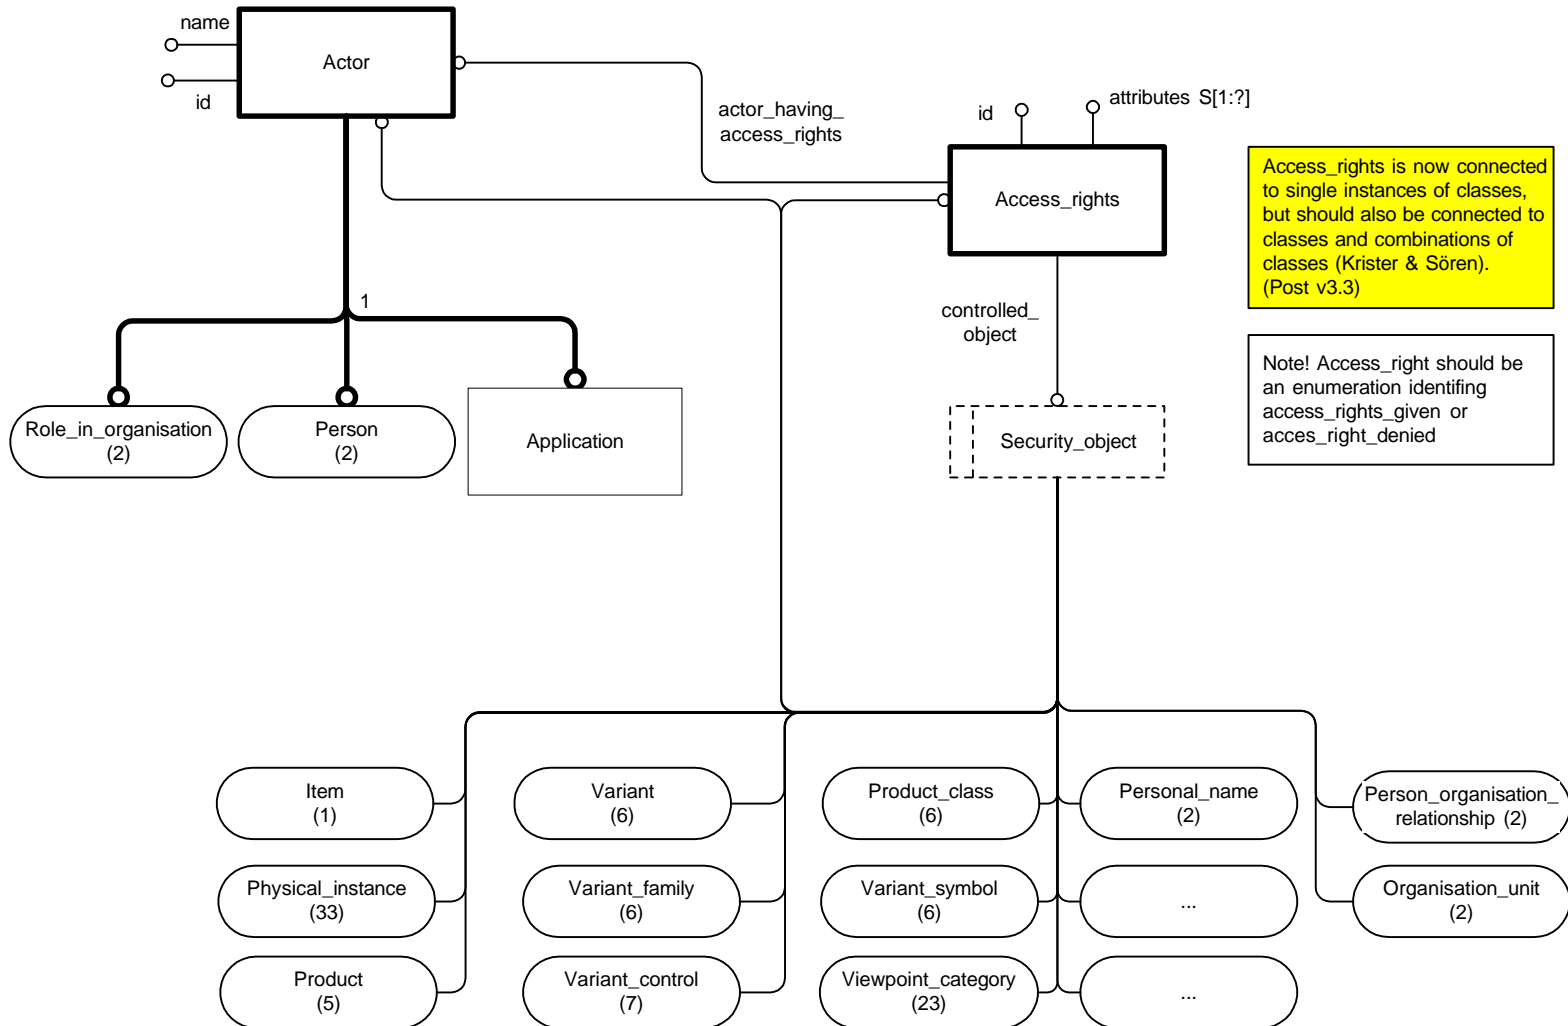 name
Actor
id
actor_having_
access_rights
id
attributes S[1:?]
Access_rights
Access_rights is now connected
to single instances of classes,
but should also be connected to
classes and combinations of
classes (Krister & Sören).
(Post v3.3)
1
controlled_
object
Note! Access_right should be
an enumeration identifing
access_rights_given or
acces_right_denied
Role_in_organisation
(2)
Person
(2)
Application
Security_object
Item
(1)
Variant
(6)
Product_class
(6)
Personal_name
(2)
Person_organisation_
relationship (2)
Physical_instance
(33)
Variant_family
(6)
Variant_symbol
(6)
...
Organisation_unit
(2)
Product
(5)
Variant_control
(7)
Viewpoint_category
(23)
...